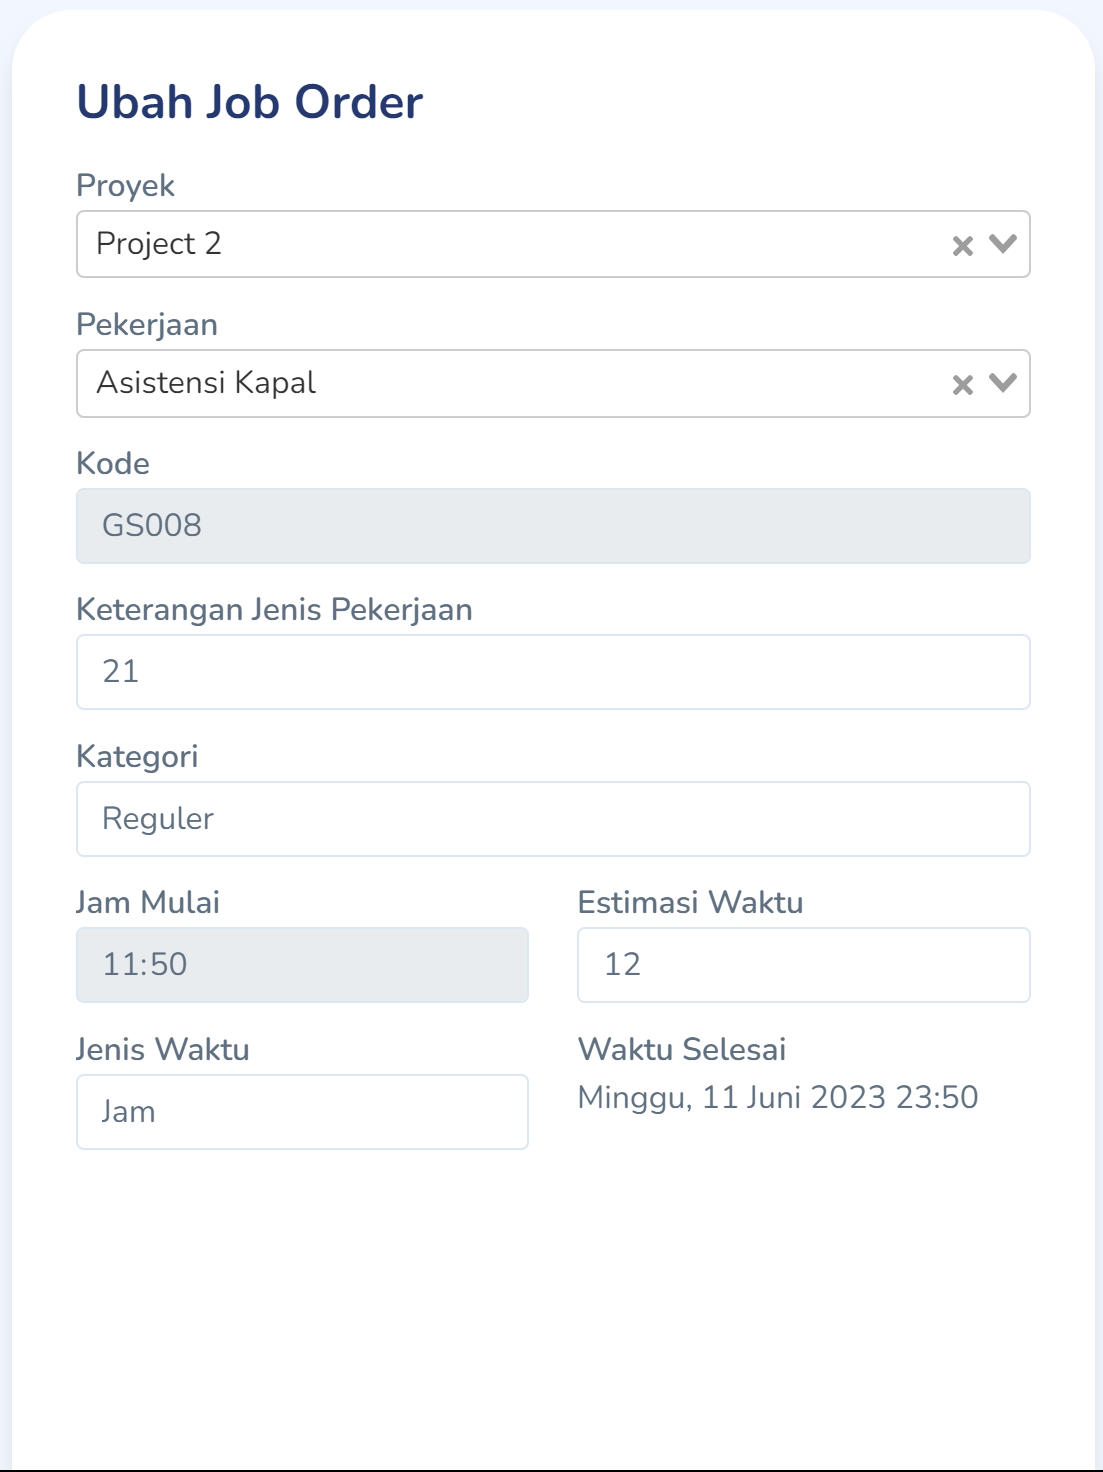 Ubah Job Order
Proyek
Project 2
Pekerjaan
Asistensi Kapal
Kode
GS008
Keterangan Jenis Pekerjaan
21
Kategori
Reguler
Jam Mulai
11:50
Estimasi Waktu
12
Jenis Waktu
Jam
Waktu Selesai
Minggu, 11 Juni 2023 23:50